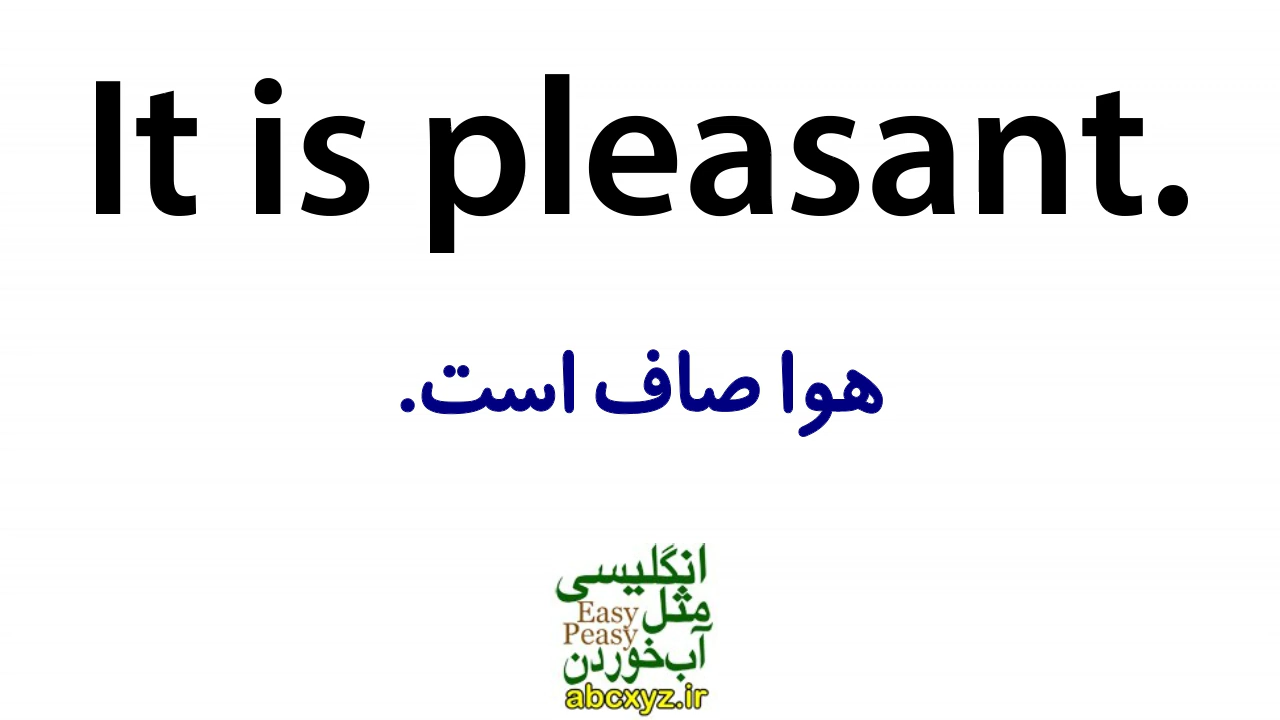 It is pleasant.
هوا صاف است.
انگلیسی
مثل Easy
Peasy
آب‌خوردن
abcxyz.ir